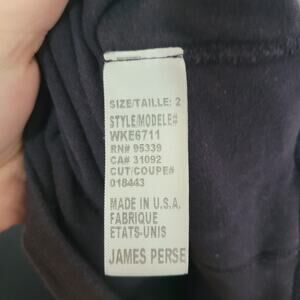 SIZE/TAILLE: 2
STYLE/MODELE#
WKE6711
RN# 95339
CA# 31092
CUT/COUPE#
018443
MADE IN U.S.A.
FABRIQUE
ETATS-UNIS
JAMES PERSE